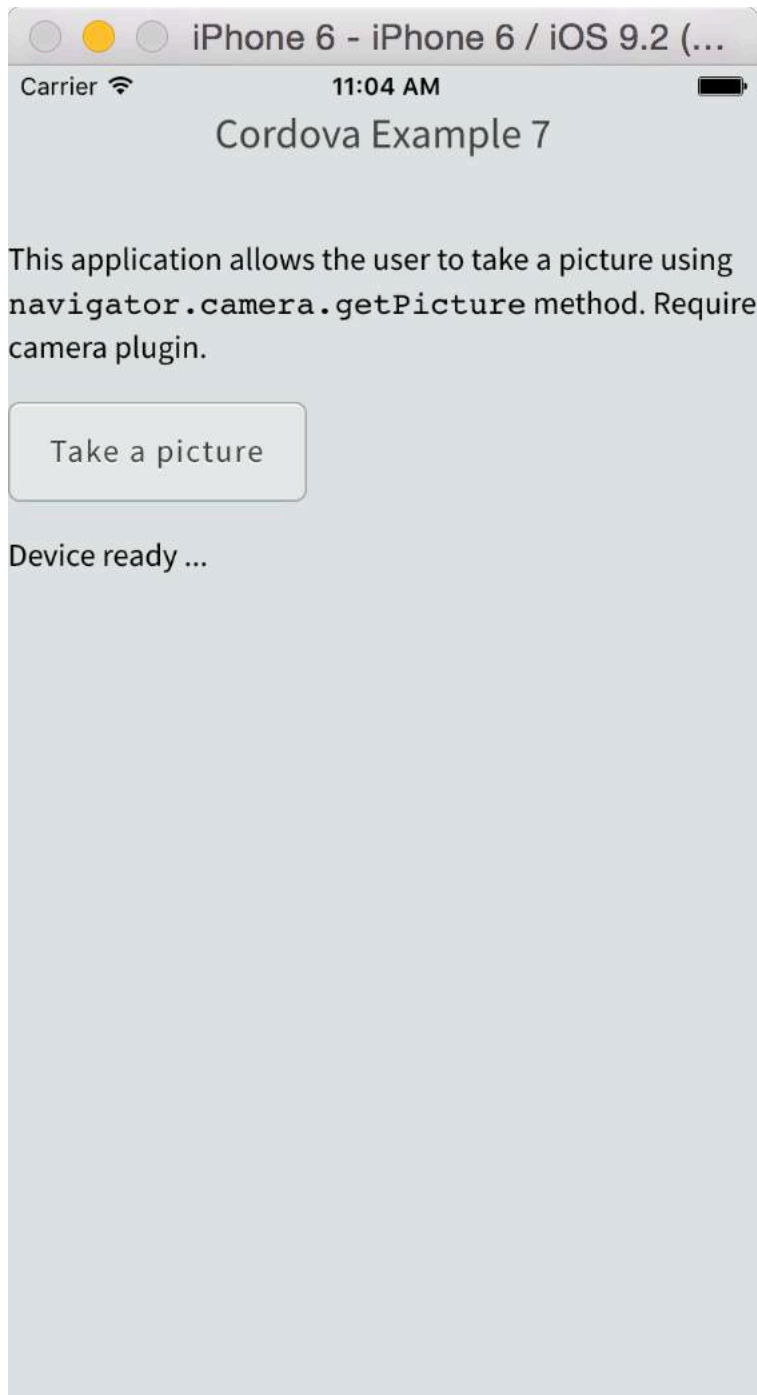 iPhone 6 - iPhone 6 / iOS 9.2 (...
Carrier 11:04 AM
Cordova Example 7
This application allows the user to take a picture using
navigator.camera.getPicture method. Require
camera plugin.
Take a picture
Device ready ...